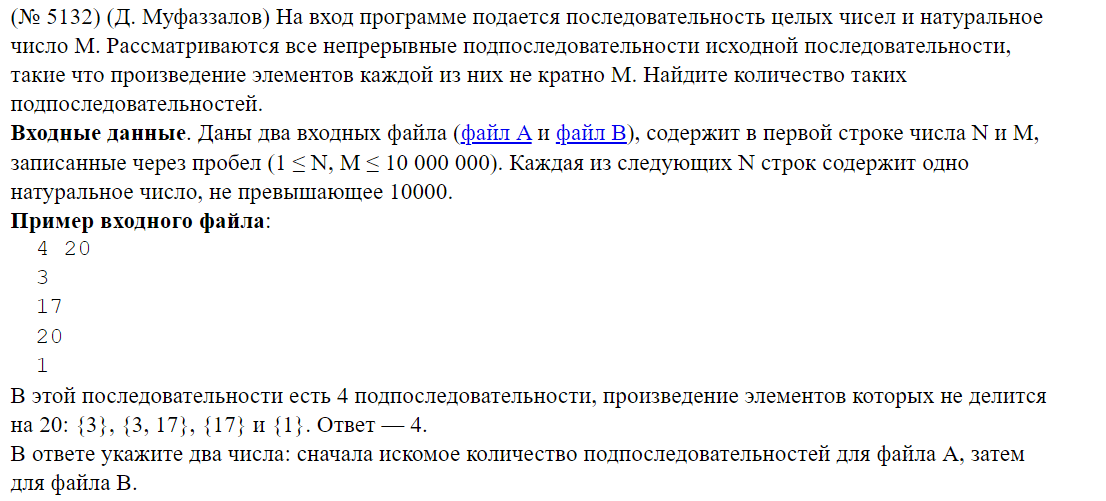 (№ 5132) (Д. Муфаззалов) На вход программе подается последовательность целых чисел и натуральное
число M. Рассматриваются все непрерывные подпоследовательности исходной последовательности,
такие что произведение элементов каждой из них не кратно M. Найдите количество таких
подпоследовательностей.
Входные данные. Даны два входных файла (файл A и файл B), содержит в первой строке числа N и M,
записанные через пробел (1 ≤ N, M ≤ 10 000 000). Каждая из следующих N строк содержит одно
натуральное число, не превышающее 10000.
Пример входного файла:
4 20
3
17
20
1
В этой последовательности есть 4 подпоследовательности, произведение элементов которых не делится
на 20: {3}, {3, 17}, {17} и {1}. Ответ — 4.
В ответе укажите два числа: сначала искомое количество подпоследовательностей для файла A, затем
для файла B.